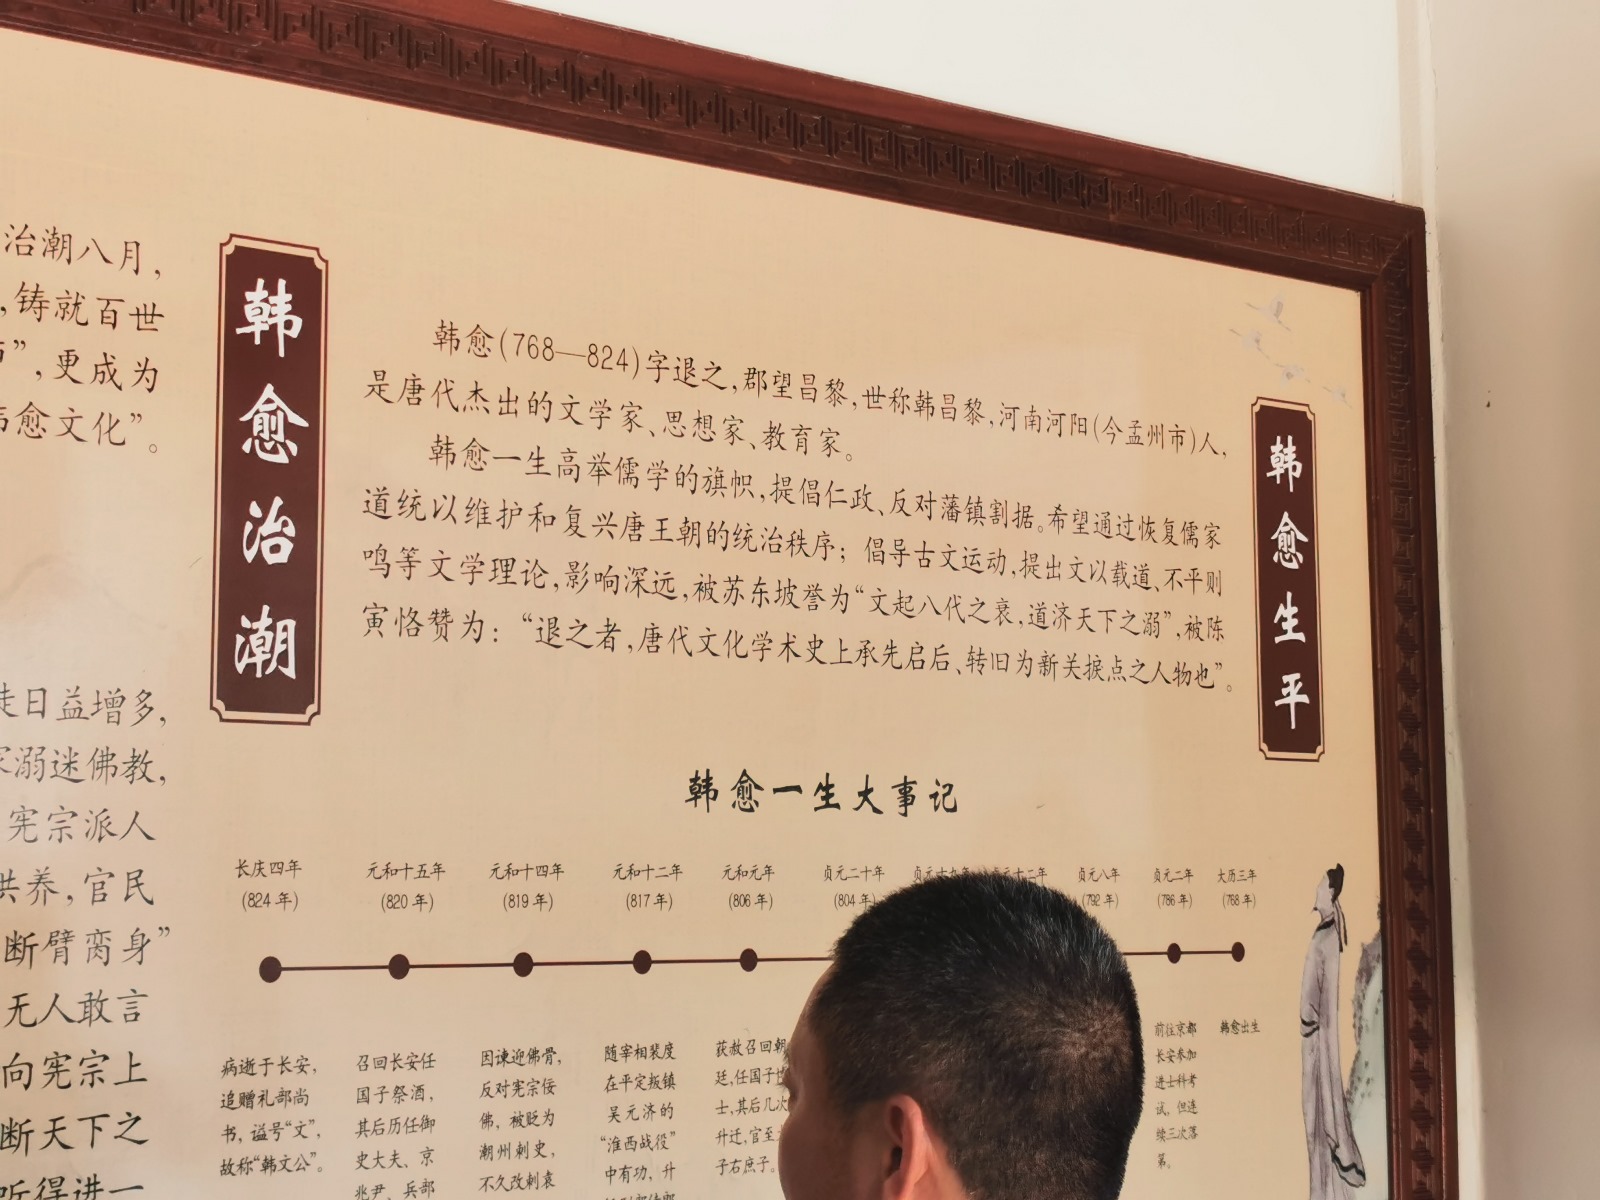 治潮八月，
，铸就百世
”，更成为
韩愈文化”。
徒日益增多，
家溺迷佛教，
宪宗派人
供养，官民
断臂脔身”
无人敢言
向宪宗上
断天下之
听得进一
韩愈治潮
韩愈(768—824)字退之，郡望昌黎，世称韩昌黎，河南河阳(今孟州市)人，
是唐代杰出的文学家、思想家、教育家。
韩愈一生高举儒学的旗帜，提倡仁政、反对藩镇割据。希望通过恢复儒家
道统以维护和复兴唐王朝的统治秩序；倡导古文运动，提出文以载道、不平则
鸣等文学理论，影响深远，被苏东坡誉为“文起八代之衰，道济天下之溺”，被陈
寅恪赞为：“退之者，唐代文化学术史上承先启后、转旧为新关捩点之人物也”。
韩愈生平
韩愈一生大事记
长庆四年
(824年)
病逝于长安，
追赠礼部尚
书，谥号“文”，
故称“韩文公”。
元和十五年
(820年)
召回长安任
国子祭酒，
其后历任御
史大夫、京
兆尹、兵部
元和十四年
(819年)
因谏迎佛骨，
反对宪宗佞
佛，被贬为
潮州刺史，
不久改刺袁
元和十二年
(817年)
随宰相裴度
在平定叛镇
吴元济的
“淮西战役”
中有功，升
元和元年
(806年)
获赦召回朝
廷，任国子博
士，其后几次
升迁，官至
子右庶子。
贞元二十年
(804年)
贞元十九年
贞元十二年
贞元八年
(792年)
贞元二年
(786年)
前往京都
长安参加
进士科考
试，但连
续三次落
第。
大历三年
(768年)
韩愈出生